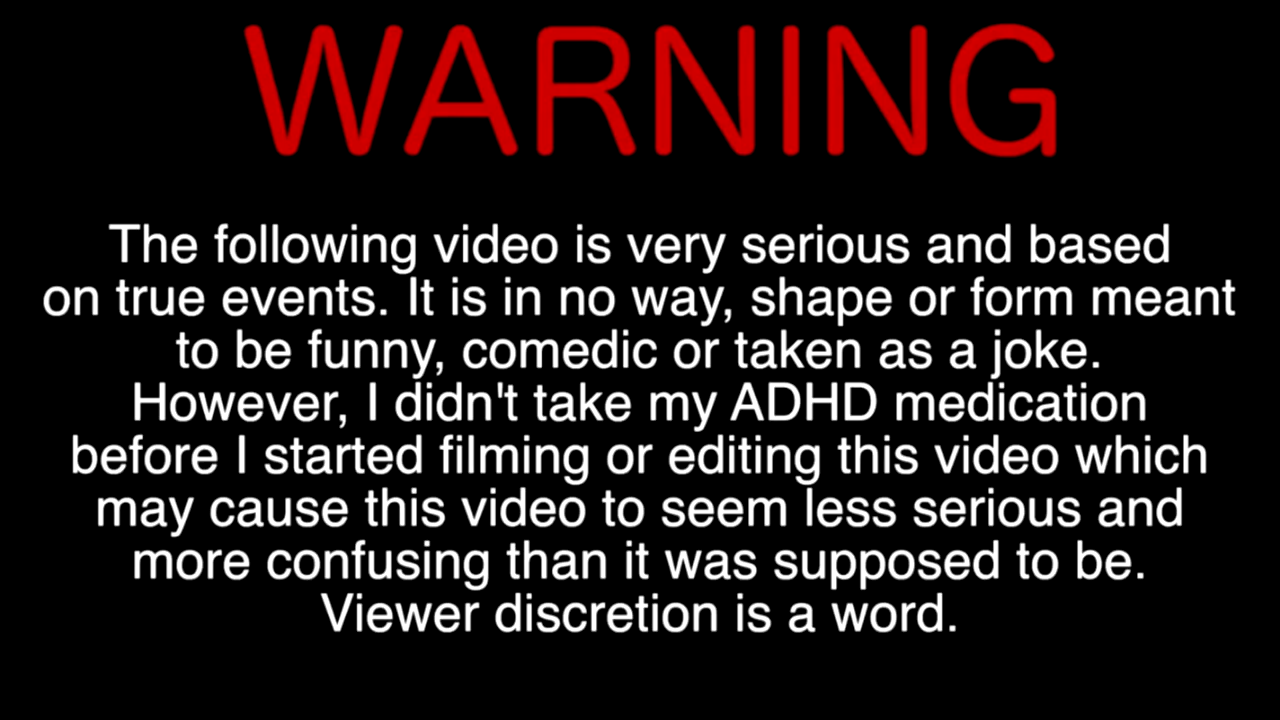 WARNING
The following video is very serious and based
on true events. It is in no way, shape or form meant
to be funny, comedic or taken as a joke.
However, I didn't take my ADHD medication
before I started filming or editing this video which
may cause this video to seem less serious and
more confusing than it was supposed to be.
Viewer discretion is a word.